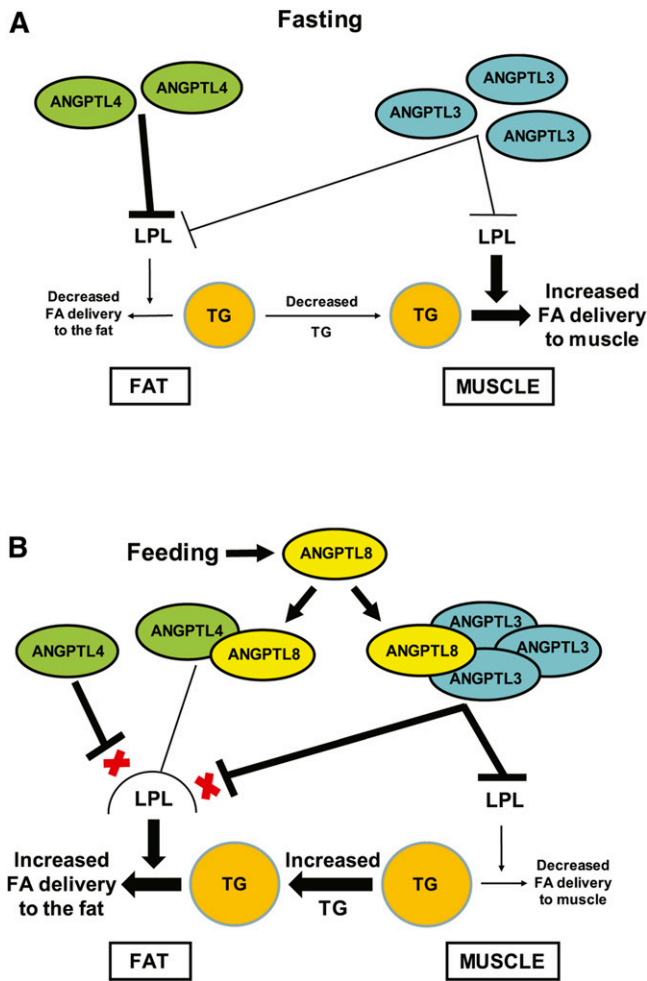 A
Fasting
ANGPTL4
ANGPTL4
ANGPTL3
ANGPTL3
ANGPTL3
LPL
LPL
Decreased
FA delivery
to the fat
TG
Decreased
TG
TG
Increased
FA delivery
to muscle
FAT
MUSCLE
B
Feeding
ANGPTL8
ANGPTL4
ANGPTL4
ANGPTL8
ANGPTL8
ANGPTL3
ANGPTL3
ANGPTL3
LPL
LPL
Increased
FA delivery
to the fat
TG
Increased
TG
TG
Decreased
FA delivery
to muscle
FAT
MUSCLE